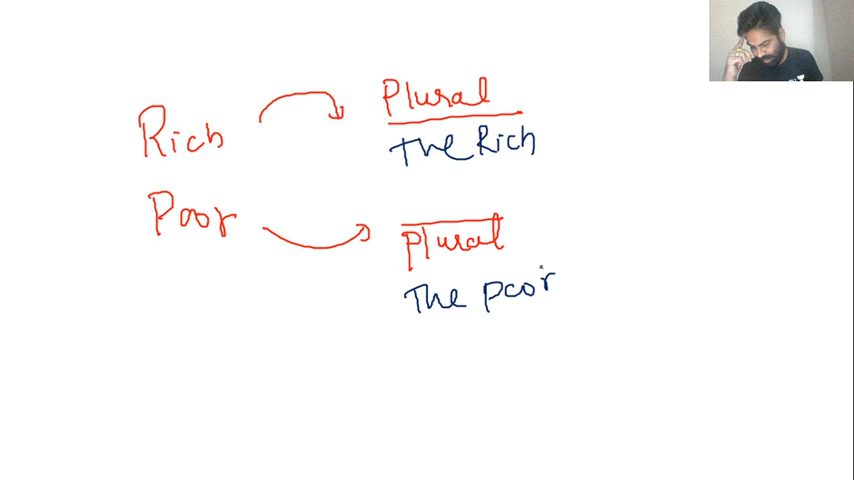 Rich
Plural
The Rich
Poor
Plural
The poor